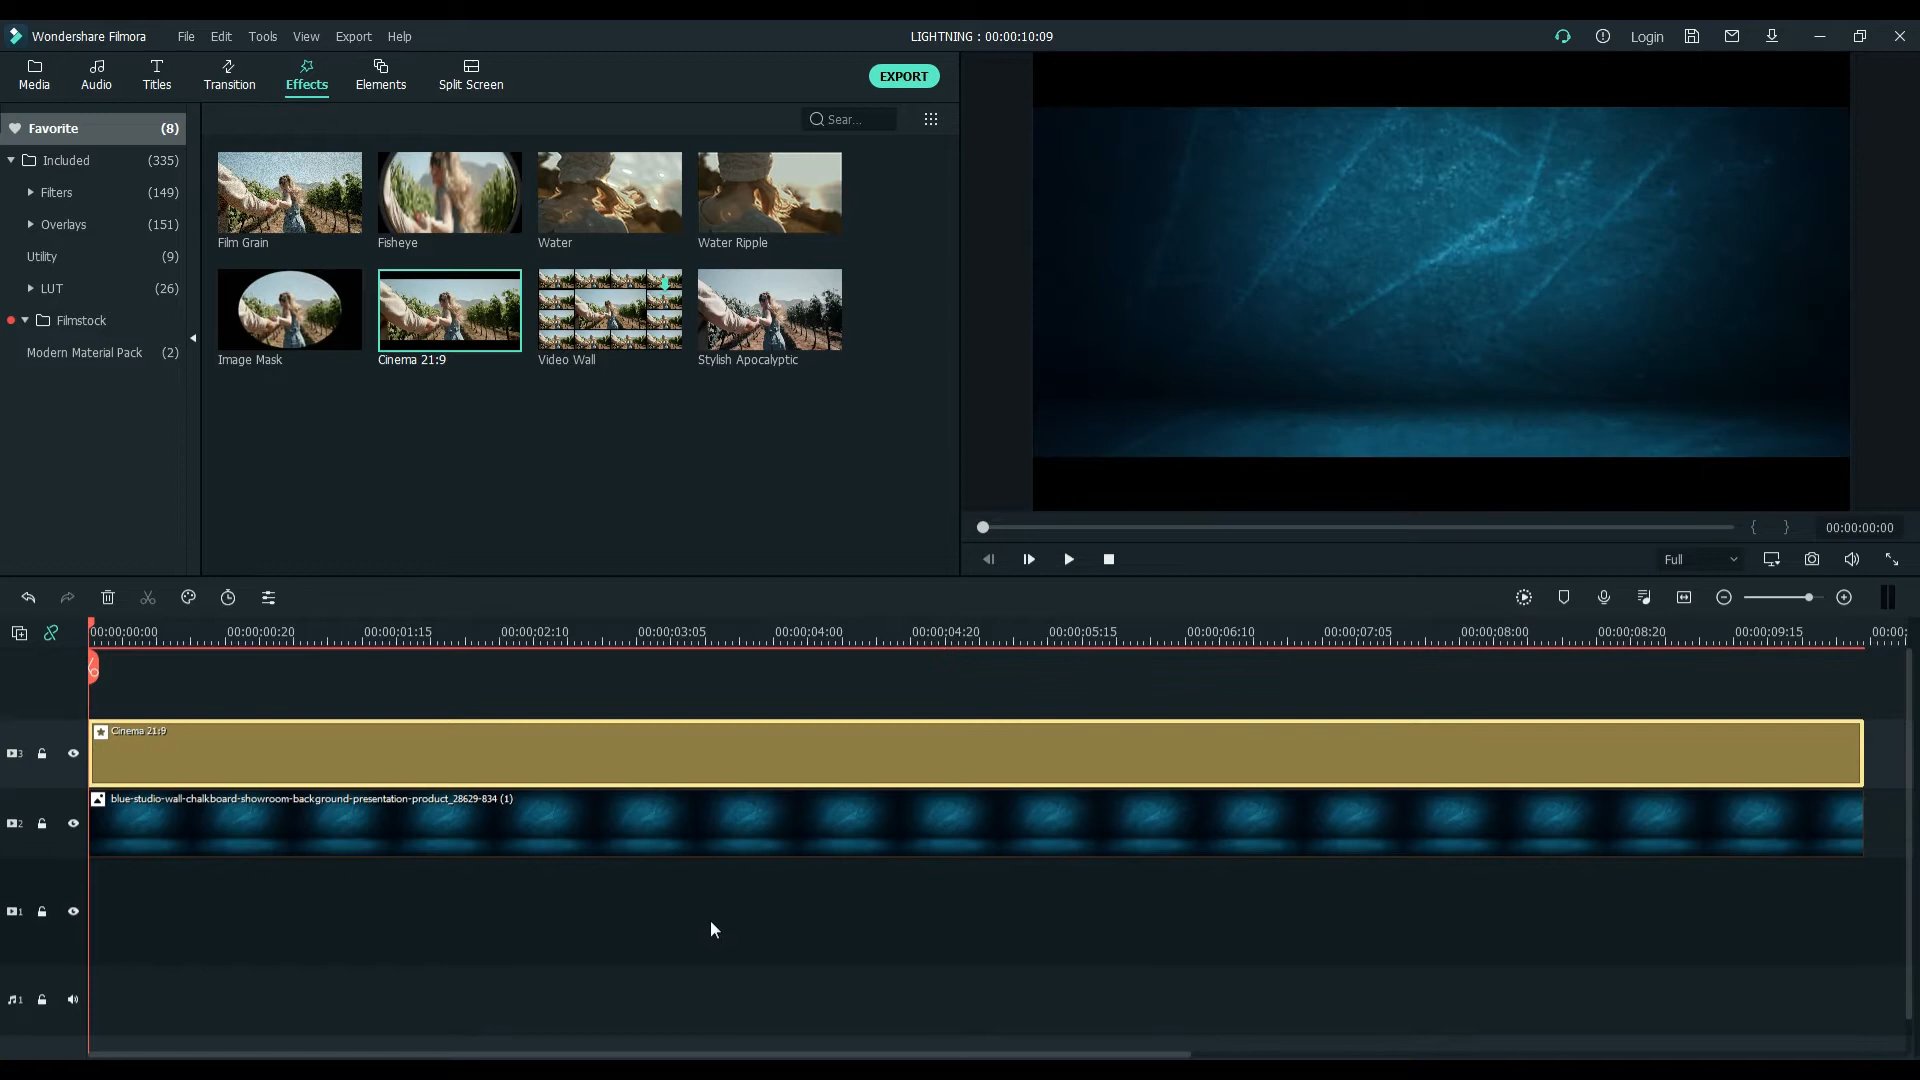 Wondershare Filmora File Edit Tools View Export Help LIGHTNING : 00:00:10:09 Login
Media Audio Titles Transition Effects Elements Split Screen EXPORT
Favorite (8)
Sear...
Included (335)
Filters (149)
Overlays (151)
Utility (9)
LUT (26)
Filmstock
Modern Material Pack (2)
Film Grain Fisheye Water Water Ripple
Image Mask Cinema 21:9 Video Wall Stylish Apocalyptic
{ } 00:00:00:00
Full
00:00:00:00 00:00:00:20 00:00:01:15 00:00:02:10 00:00:03:05 00:00:04:00 00:00:04:20 00:00:05:15 00:00:06:10 00:00:07:05 00:00:08:00 00:00:08:20 00:00:09:15 00:00:
Cinema 21:9
3
blue-studio-wall-chalkboard-showroom-background-presentation-product_28629-834 (1)
2
1
1